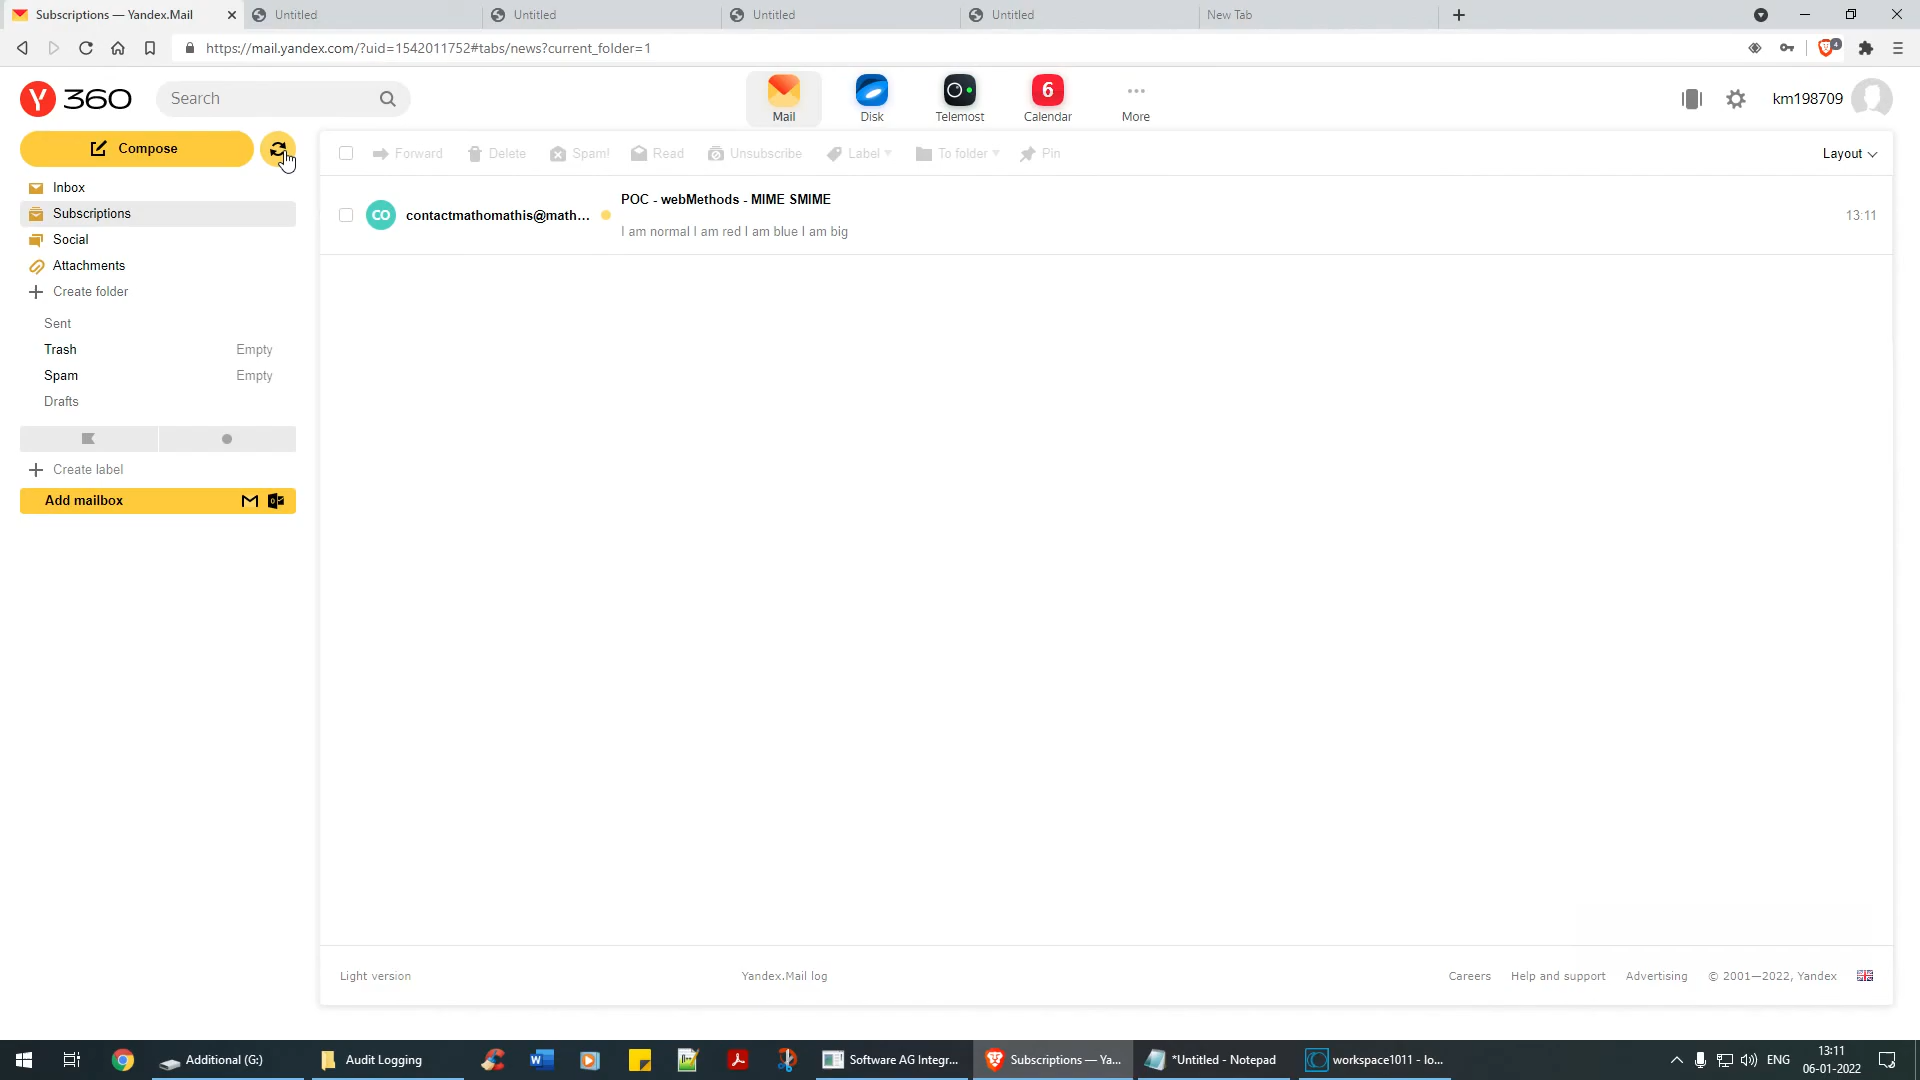 Subscriptions — Yandex.Mail
Untitled
Untitled
Untitled
Untitled
New Tab
https://mail.yandex.com/?uid=1542011752#tabs/news?current_folder=1
4
Y 360
Search
Mail
Disk
Telemost
6
Calendar
More
km198709
Compose
Forward
Delete
Spam!
Read
Unsubscribe
Label
To folder
Pin
Layout
Inbox
Subscriptions
Social
Attachments
Create folder
Sent
Trash Empty
Spam Empty
Drafts
Create label
Add mailbox
CO
contactmathomathis@math...
POC - webMethods - MIME SMIME
I am normal I am red I am blue I am big
13:11
Light version
Yandex.Mail log
Careers
Help and support
Advertising
© 2001—2022, Yandex
Additional (G:)
Audit Logging
Software AG Integr...
Subscriptions — Ya...
*Untitled - Notepad
workspace1011 - Io...
ENG
13:11
06-01-2022